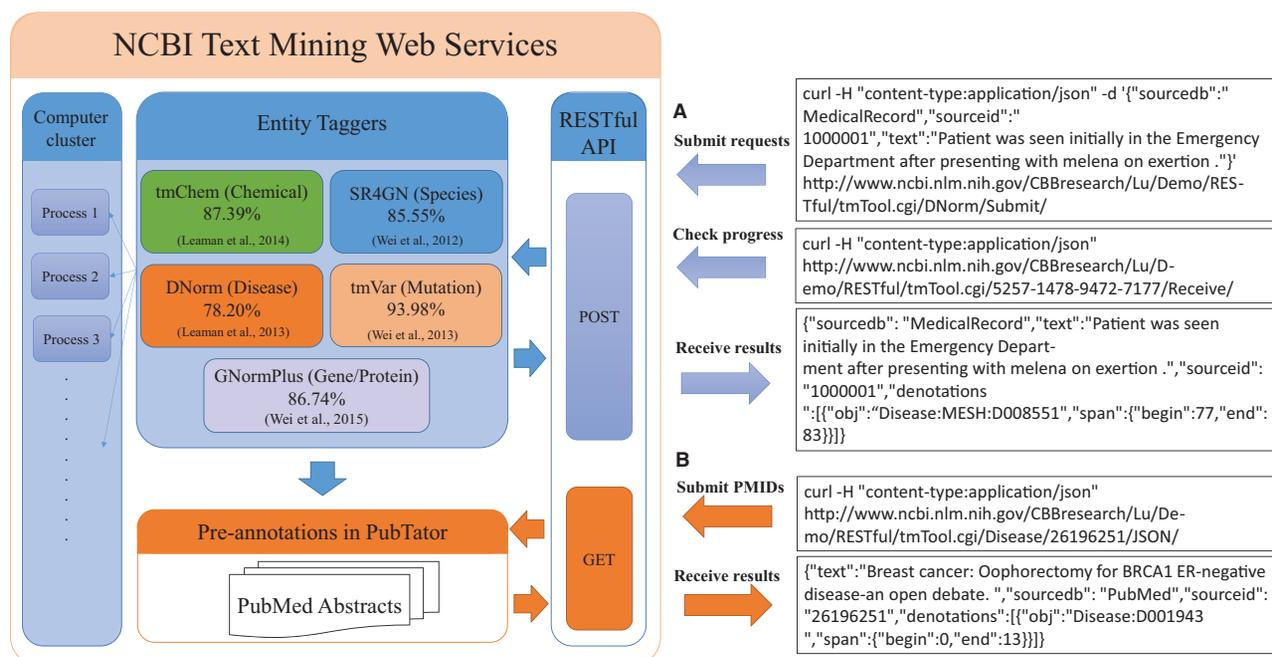 NCBI Text Mining Web Services
Computer
cluster
Process 1
Process 2
Process 3
Entity Taggers
tmChem (Chemical)
87.39%
(Leaman et al., 2014)
SR4GN (Species)
85.55%
(Wei et al., 2012)
DNorm (Disease)
78.20%
(Leaman et al., 2013)
tmVar (Mutation)
93.98%
(Wei et al., 2013)
GNormPlus (Gene/Protein)
86.74%
(Wei et al., 2015)
Pre-annotations in PubTator
PubMed Abstracts
RESTful
API
POST
GET
A
Submit requests
curl -H "content-type:application/json" -d '{"sourcedb":"
MedicalRecord","sourceid":"
1000001","text":"Patient was seen initially in the Emergency
Department after presenting with melena on exertion ."}'
http://www.ncbi.nlm.nih.gov/CBBresearch/Lu/Demo/RES-
Tful/tmTool.cgi/DNorm/Submit/
Check progress
curl -H "content-type:application/json"
http://www.ncbi.nlm.nih.gov/CBBresearch/Lu/D-
emo/RESTful/tmTool.cgi/5257-1478-9472-7177/Receive/
Receive results
{"sourcedb": "MedicalRecord","text":"Patient was seen
initially in the Emergency Depart-
ment after presenting with melena on exertion .","sourceid":
"1000001","denotations
":[{"obj":“Disease:MESH:D008551","span":{"begin":77,"end":
83}}]}
B
Submit PMIDs
curl -H "content-type:application/json"
http://www.ncbi.nlm.nih.gov/CBBresearch/Lu/De-
mo/RESTful/tmTool.cgi/Disease/26196251/JSON/
Receive results
{"text":"Breast cancer: Oophorectomy for BRCA1 ER-negative
disease-an open debate. ","sourcedb": "PubMed","sourceid":
"26196251","denotations":[{"obj":"Disease:D001943
","span":{"begin":0,"end":13}}]}